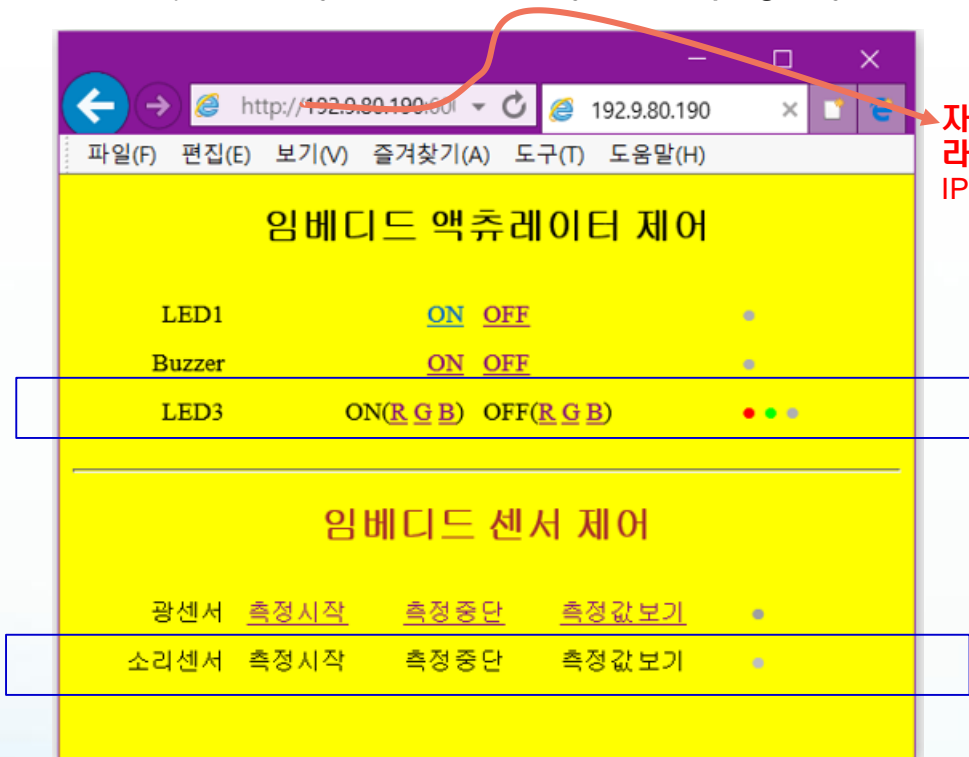 http://192.9.80.190:60 192.9.80.190
자
라
IP
파일(F) 편집(E) 보기(V) 즐겨찾기(A) 도구(T) 도움말(H)
임베디드 액츄레이터 제어
LED1 ON OFF
Buzzer ON OFF
LED3 ON(R G B) OFF(R G B)
임베디드 센서 제어
광센서 측정시작 측정중단 측정값보기
소리센서 측정시작 측정중단 측정값보기